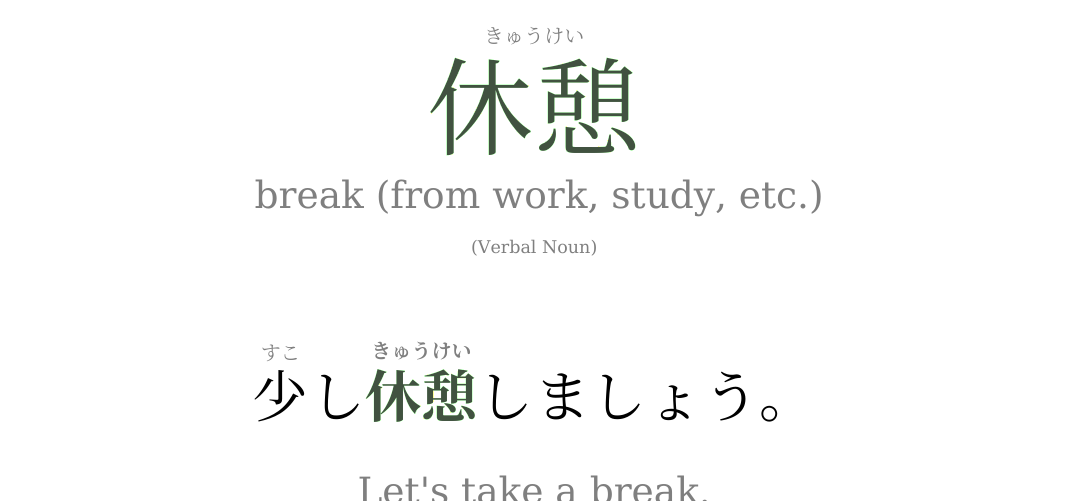 きゅうけい
休憩
break (from work, study, etc.)
(Verbal Noun)
すこ きゅうけい
少し休憩しましょう。
Let's take a break.